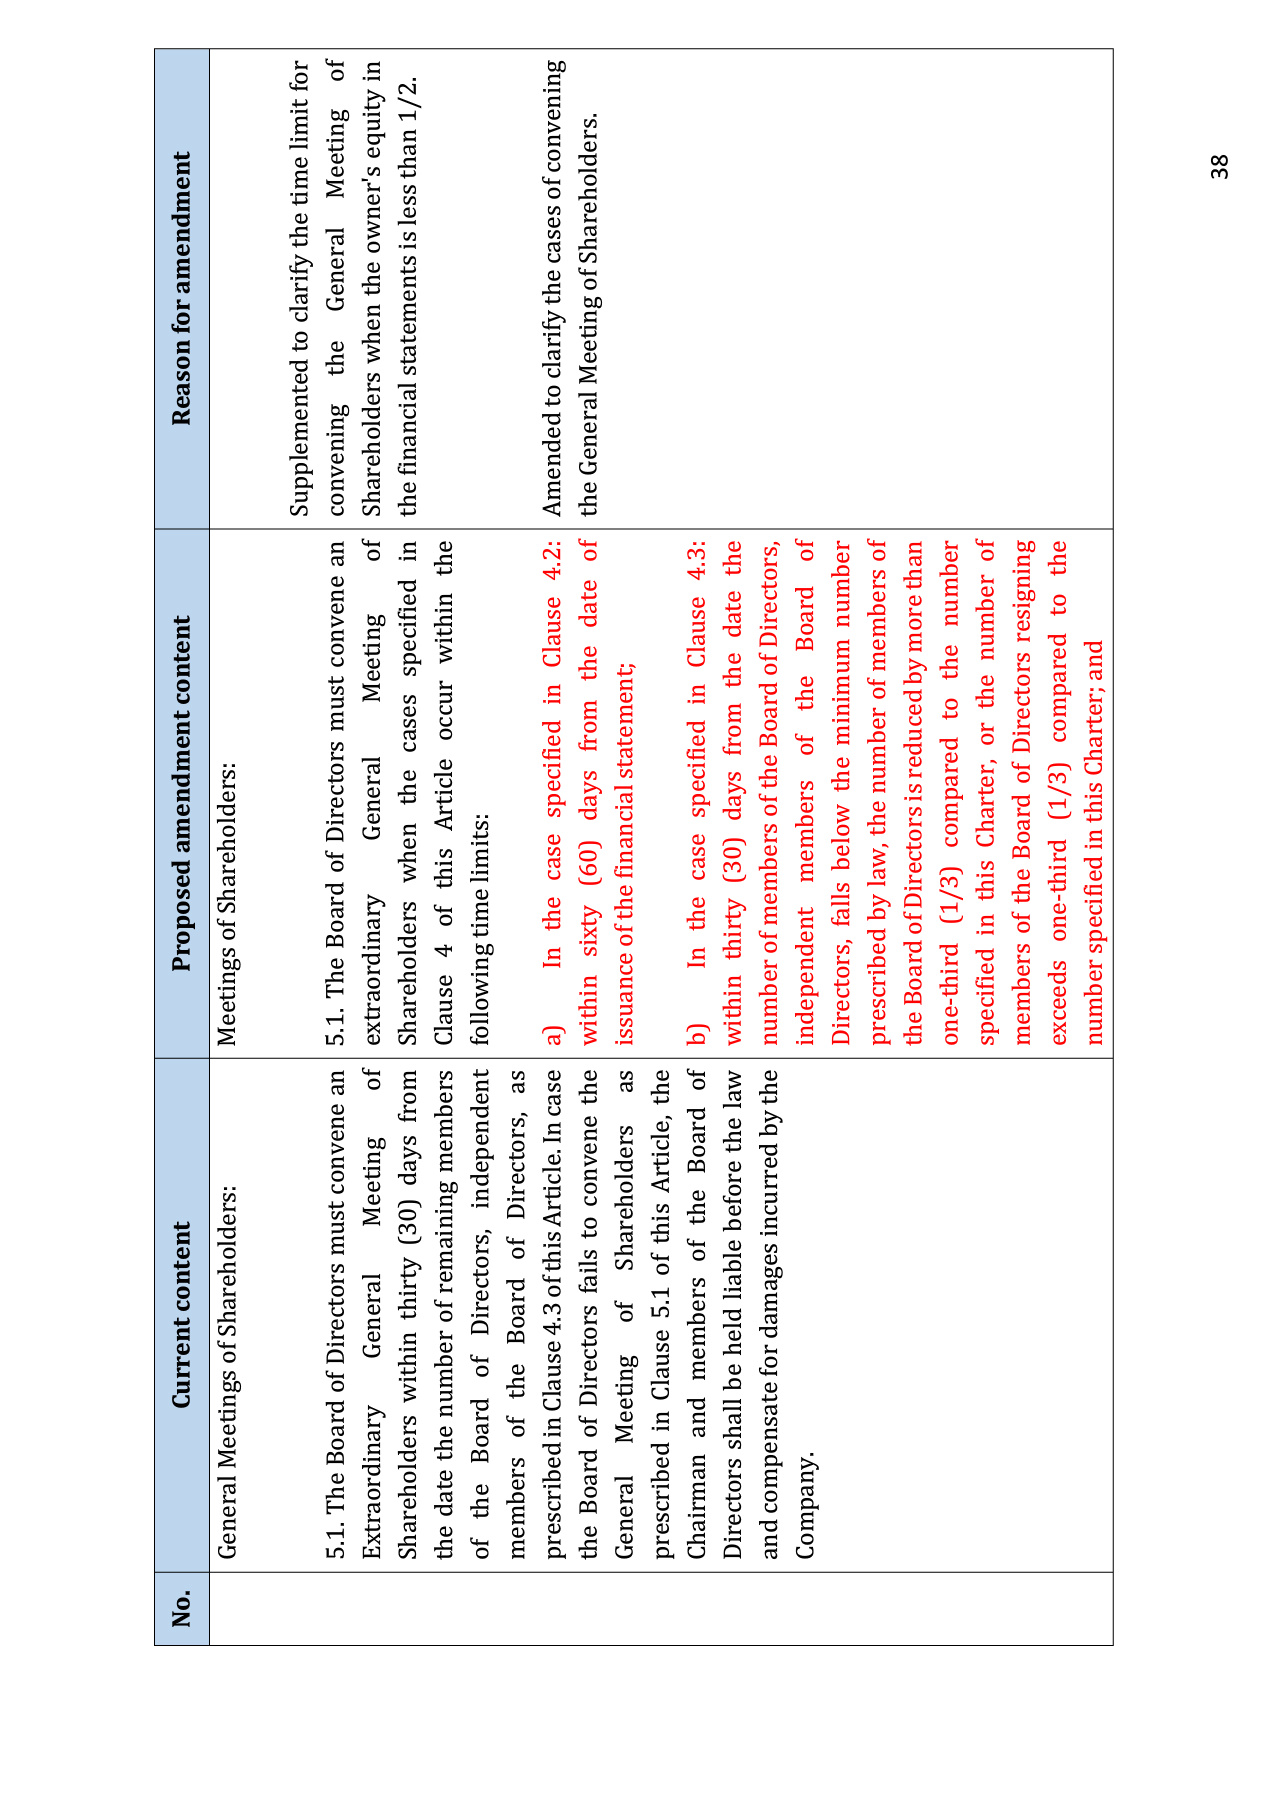 No.
Current content
Proposed amendment content
Reason for amendment
General Meetings of Shareholders:
5.1. The Board of Directors must convene an
Extraordinary General Meeting of
Shareholders within thirty (30) days from
the date the number of remaining members
of the Board of Directors, independent
members of the Board of Directors, as
prescribed in Clause 4.3 of this Article. In case
the Board of Directors fails to convene the
General Meeting of Shareholders as
prescribed in Clause 5.1 of this Article, the
Chairman and members of the Board of
Directors shall be held liable before the law
and compensate for damages incurred by the
Company.
Meetings of Shareholders:
5.1. The Board of Directors must convene an
extraordinary General Meeting of
Shareholders when the cases specified in
Clause 4 of this Article occur within the
following time limits:
a) In the case specified in Clause 4.2:
within sixty (60) days from the date of
issuance of the financial statement;
b) In the case specified in Clause 4.3:
within thirty (30) days from the date the
number of members of the Board of Directors,
independent members of the Board of
Directors, falls below the minimum number
prescribed by law, the number of members of
the Board of Directors is reduced by more than
one-third (1/3) compared to the number
specified in this Charter, or the number of
members of the Board of Directors resigning
exceeds one-third (1/3) compared to the
number specified in this Charter; and
Supplemented to clarify the time limit for
convening the General Meeting of
Shareholders when the owner's equity in
the financial statements is less than 1/2.
Amended to clarify the cases of convening
the General Meeting of Shareholders.
38